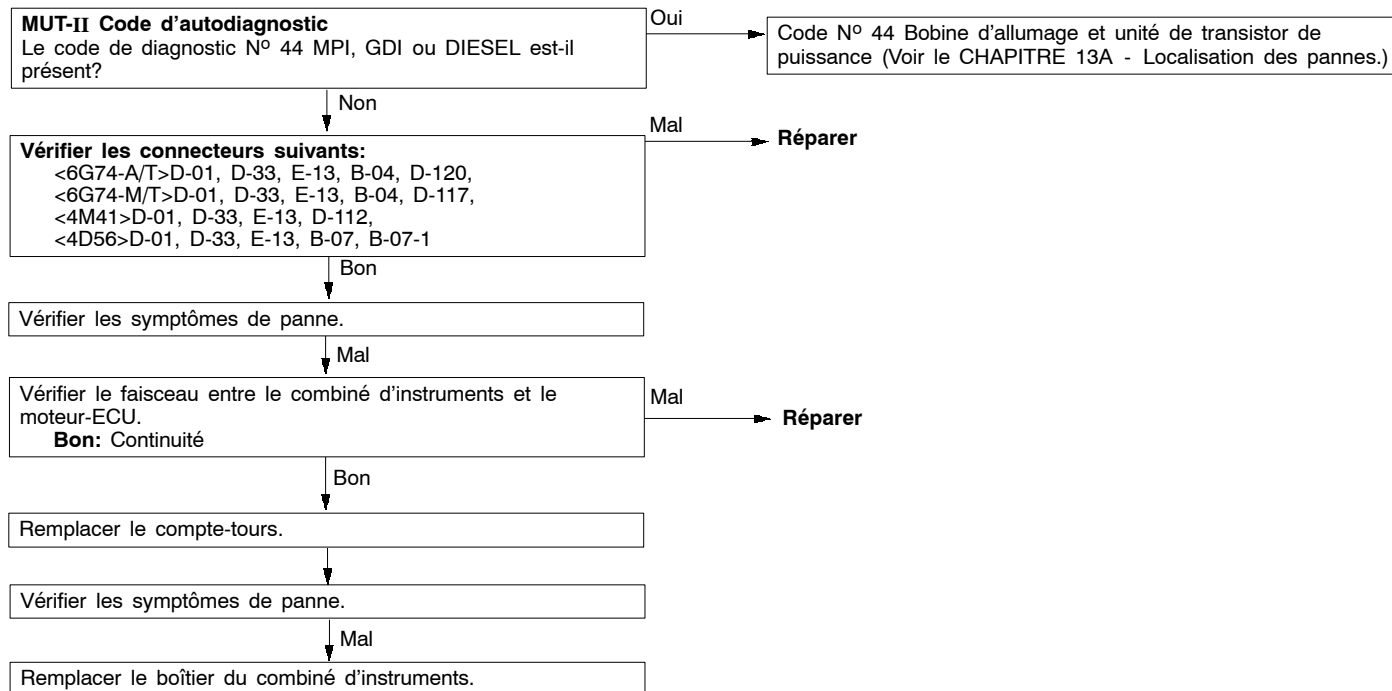 MUT-II Code d'autodiagnostic
Le code de diagnostic Nº 44 MPI, GDI ou DIESEL est-il
présent?
Oui
Code Nº 44 Bobine d'allumage et unité de transistor de
puissance (Voir le CHAPITRE 13A - Localisation des pannes.)
Non
Vérifier les connecteurs suivants:
<6G74-A/T>D-01, D-33, E-13, B-04, D-120,
<6G74-M/T>D-01, D-33, E-13, B-04, D-117,
<4M41>D-01, D-33, E-13, D-112,
<4D56>D-01, D-33, E-13, B-07, B-07-1
Mal
Réparer
Bon
Vérifier les symptômes de panne.
Mal
Vérifier le faisceau entre le combiné d'instruments et le
moteur-ECU.
Bon: Continuité
Mal
Réparer
Bon
Remplacer le compte-tours.
Vérifier les symptômes de panne.
Mal
Remplacer le boîtier du combiné d'instruments.